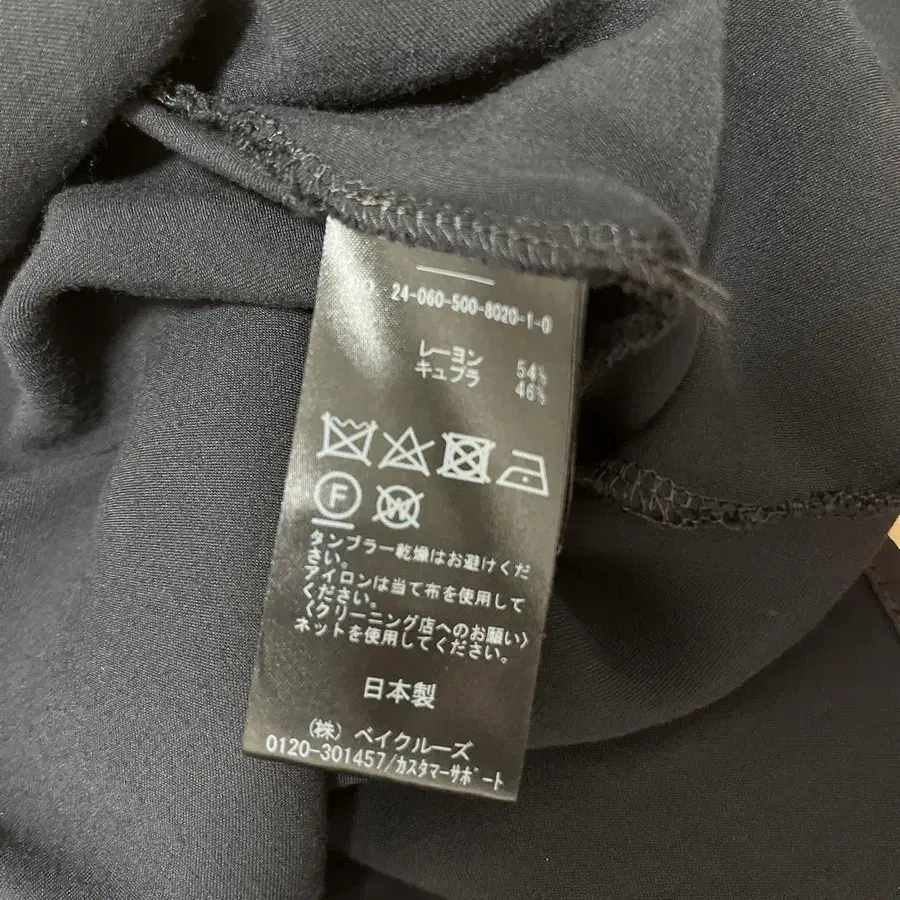 NO 24-060-500-8020-1-0
レーヨン 54%
キュプラ 46%
F W
タンブラー乾燥はお避けくだ
さい。
アイロンは当て布を使用して
ください。
〈クリーニング店へのお願い〉
ネットを使用してください。
日本製
(株) ベイクルーズ
0120-301457/カスタマーサポート